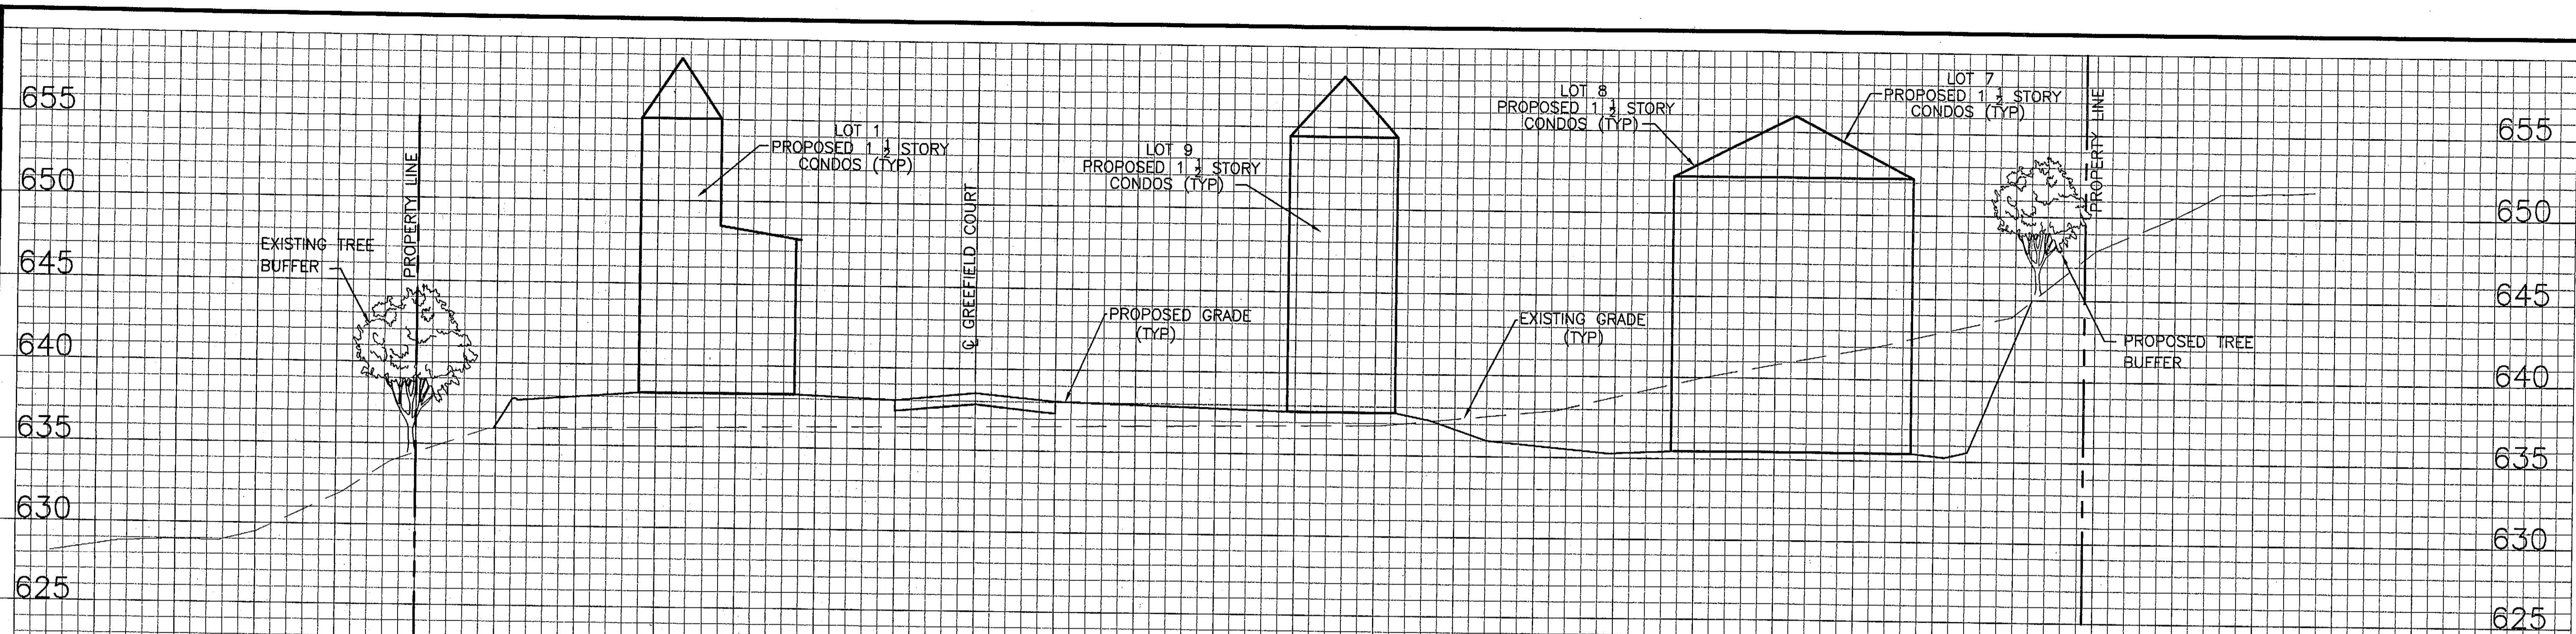 655
650
645
640
635
630
625
EXISTING TREE
BUFFER
PROPERTY LINE
LOT 1
PROPOSED 1 1/2 STORY
CONDOS (TYP)
℄ GREEFIELD COURT
PROPOSED GRADE
(TYP)
LOT 9
PROPOSED 1 1/2 STORY
CONDOS (TYP)
EXISTING GRADE
(TYP)
LOT 8
PROPOSED 1 1/2 STORY
CONDOS (TYP)
LOT 7
PROPOSED 1 1/2 STORY
CONDOS (TYP)
PROPERTY LINE
PROPOSED TREE
BUFFER
655
650
645
640
635
630
625